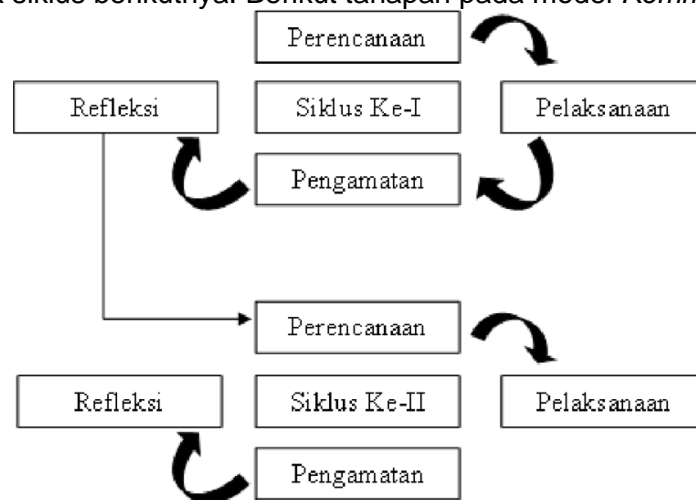 siklus berikutnya. Berikut tahapan pada model
Perencanaan
Refleksi Siklus Ke-I Pelaksanaan
Pengamatan
Perencanaan
Refleksi Siklus Ke-II Pelaksanaan
Pengamatan